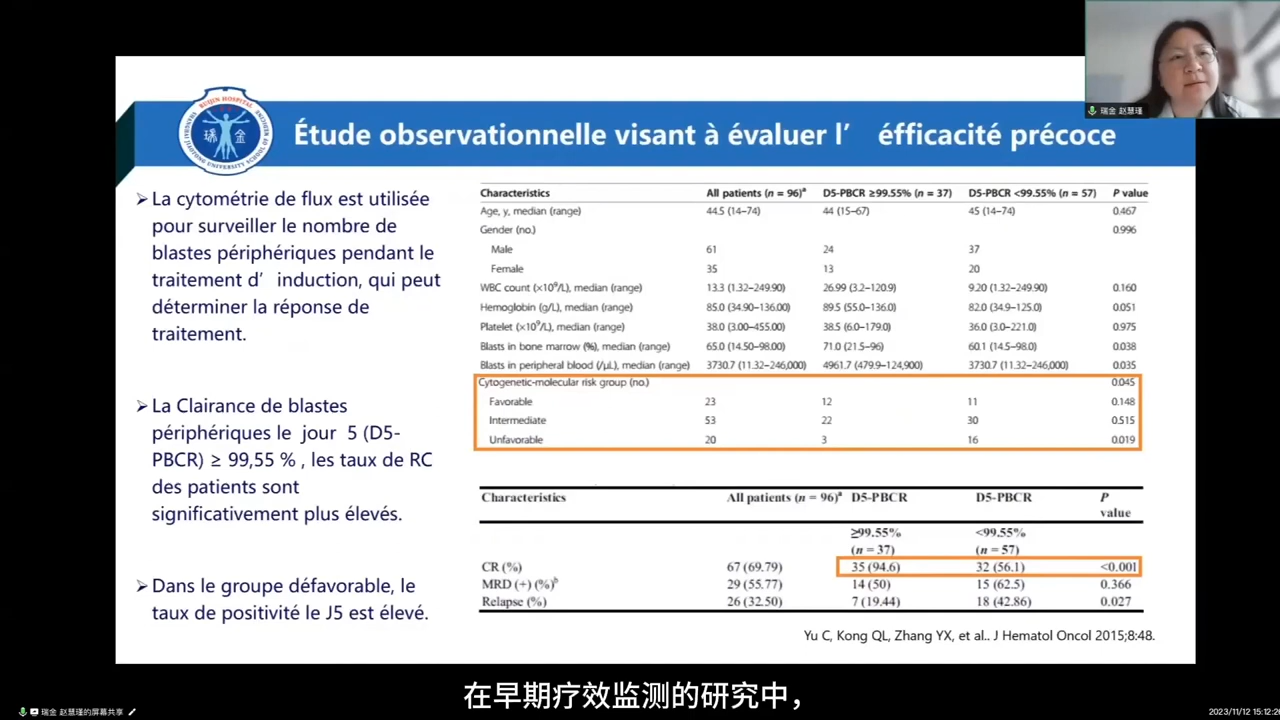 瑞金 赵慧瑾
RUIJIN HOSPITAL
瑞 金
Étude observationnelle visant à évaluer l’ éfficacité précoce
➢La cytométrie de flux est utilisée
pour surveiller le nombre de
blastes périphériques pendant le
traitement d’ induction, qui peut
déterminer la réponse de
traitement.
➢La Clairance de blastes
périphériques le jour 5 (D5-
PBCR) ≥ 99,55 % , les taux de RC
des patients sont
significativement plus élevés.
➢Dans le groupe défavorable, le
taux de positivité le J5 est élevé.
Characteristics All patients (n = 96)ª D5-PBCR ≥99.55% (n = 37) D5-PBCR <99.55% (n = 57) P value
Age, y, median (range) 44.5 (14–74) 44 (15–67) 45 (14–74) 0.467
Gender (no.) 0.996
Male 61 24 37
Female 35 13 20
WBC count (×10⁹/L), median (range) 13.3 (1.32–249.90) 26.99 (3.2–120.9) 9.20 (1.32–249.90) 0.160
Hemoglobin (g/L), median (range) 85.0 (34.90–136.00) 89.5 (55.0–136.0) 82.0 (34.9–125.0) 0.051
Platelet (×10⁹/L), median (range) 38.0 (3.00–455.00) 38.5 (6.0–179.0) 36.0 (3.0–221.0) 0.975
Blasts in bone marrow (%), median (range) 65.0 (14.50–98.00) 71.0 (21.5–96) 60.1 (14.5–98.0) 0.038
Blasts in peripheral blood (/μL), median (range) 3730.7 (11.32–246,000) 4961.7 (479.9–124,900) 3730.7 (11.32–246,000) 0.035
Cytogenetic-molecular risk group (no.) 0.045
Favorable 23 12 11 0.148
Intermediate 53 22 30 0.515
Unfavorable 20 3 16 0.019
Characteristics All patients (n = 96)ª D5-PBCR D5-PBCR P
value
≥99.55% <99.55%
(n = 37) (n = 57)
CR (%) 67 (69.79) 35 (94.6) 32 (56.1) <0.001
MRD (+) (%)ᵇ 29 (55.77) 14 (50) 15 (62.5) 0.366
Relapse (%) 26 (32.50) 7 (19.44) 18 (42.86) 0.027
Yu C, Kong QL, Zhang YX, et al.. J Hematol Oncol 2015;8:48.
在早期疗效监测的研究中，
瑞金 赵慧瑾的屏幕共享